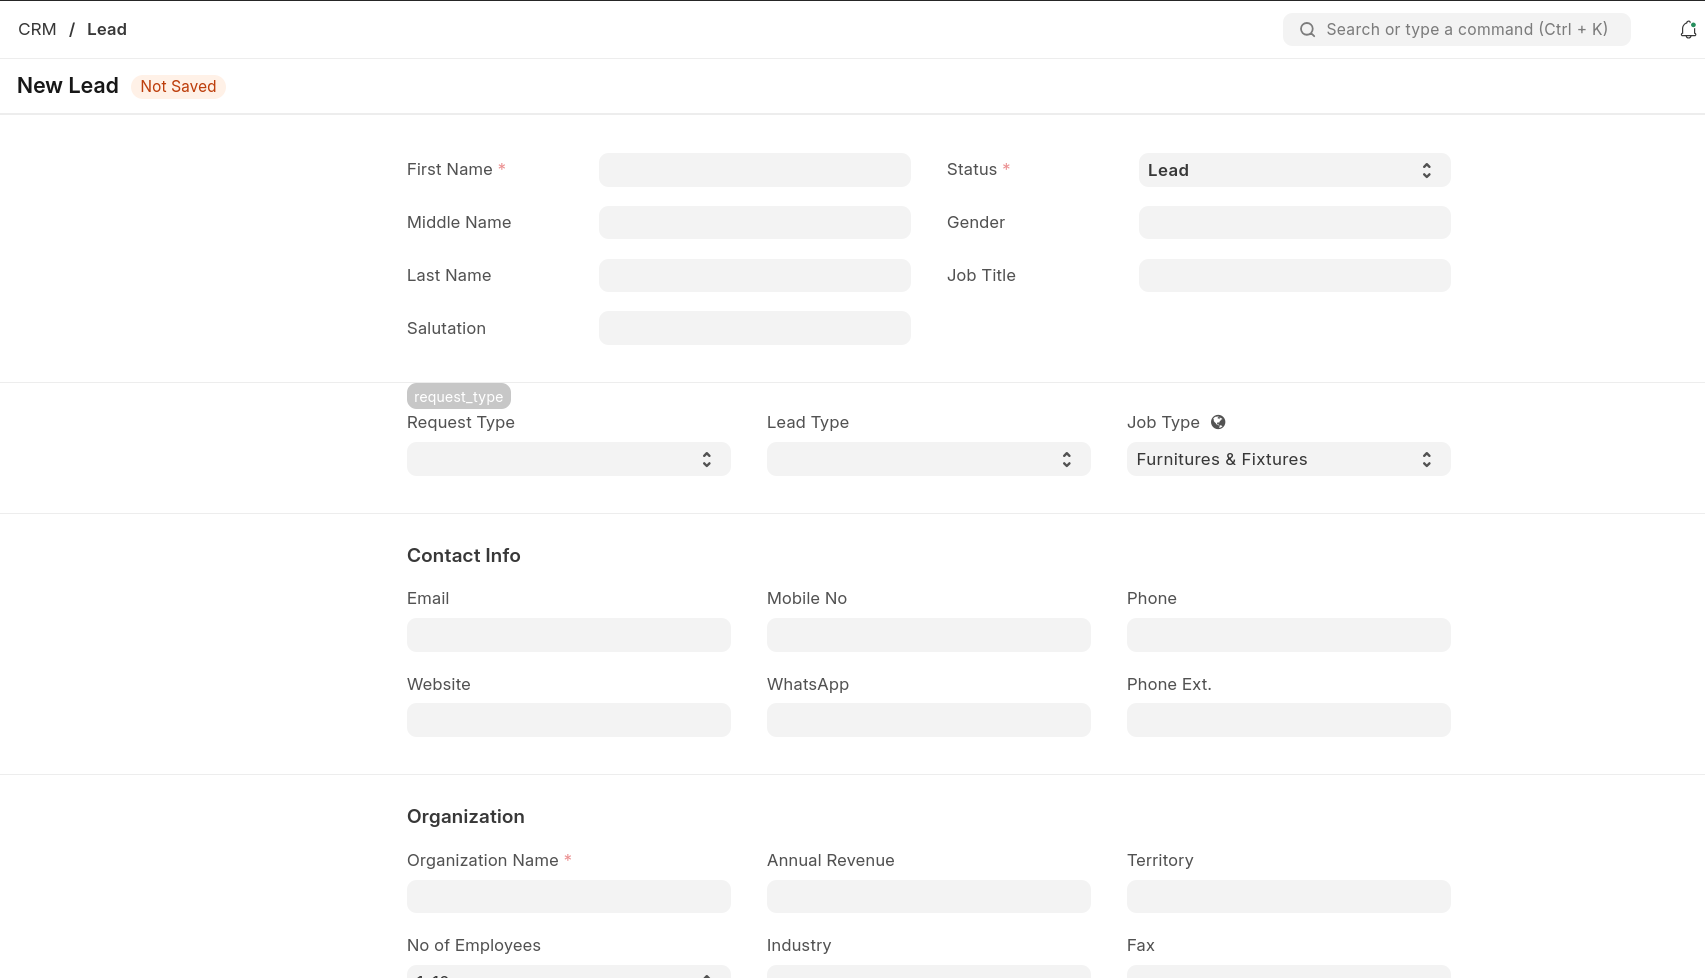 CRM / Lead
Search or type a command (Ctrl + K)
New Lead Not Saved
First Name *
Status *
Lead
Middle Name
Gender
Last Name
Job Title
Salutation
request_type
Request Type
Lead Type
Job Type
Furnitures & Fixtures
Contact Info
Email
Mobile No
Phone
Website
WhatsApp
Phone Ext.
Organization
Organization Name *
Annual Revenue
Territory
No of Employees
Industry
Fax